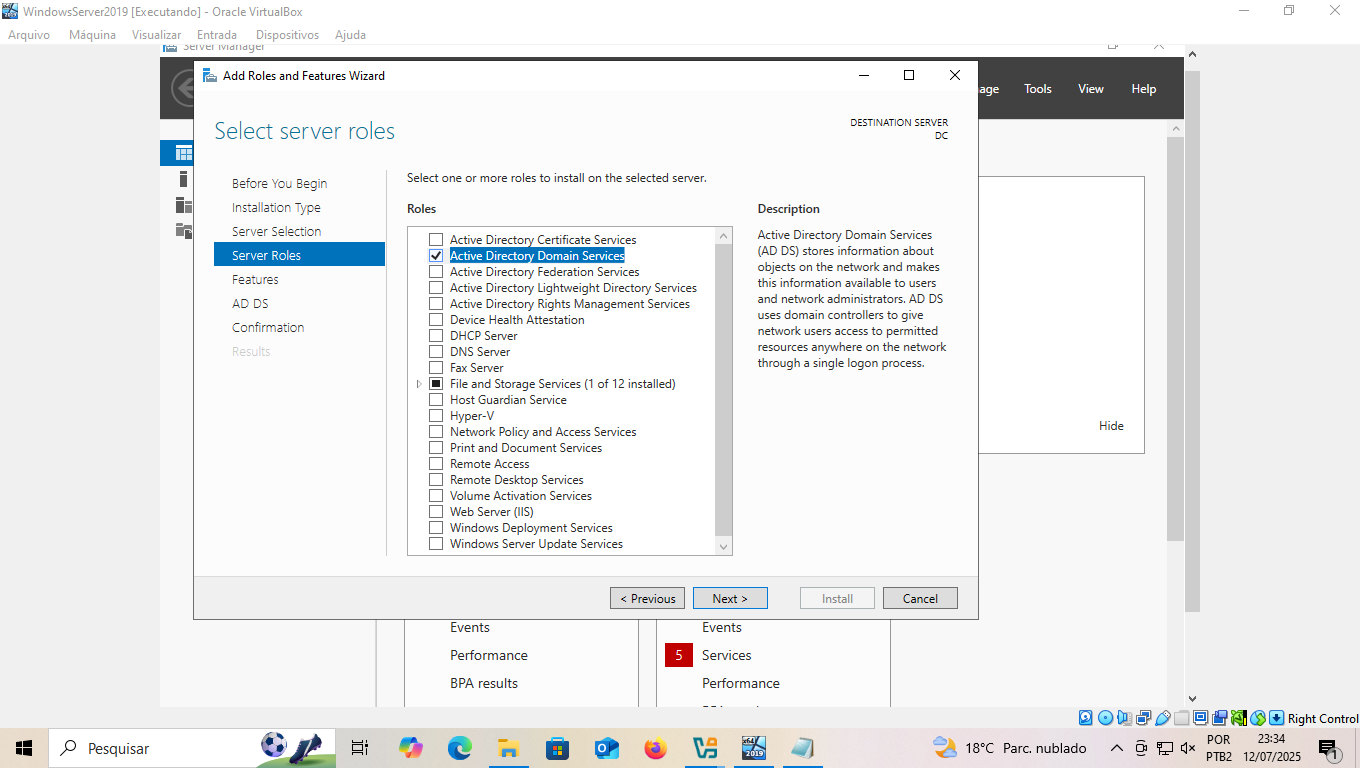 WindowsServer2019 [Executando] - Oracle VirtualBox
Arquivo Máquina Visualizar Entrada Dispositivos Ajuda
Server Manager
Add Roles and Features Wizard
Tools View Help
Select server roles
DESTINATION SERVER
DC
Before You Begin
Installation Type
Server Selection
Server Roles
Features
AD DS
Confirmation
Results
Select one or more roles to install on the selected server.
Roles
Active Directory Certificate Services
Active Directory Domain Services
Active Directory Federation Services
Active Directory Lightweight Directory Services
Active Directory Rights Management Services
Device Health Attestation
DHCP Server
DNS Server
Fax Server
File and Storage Services (1 of 12 installed)
Host Guardian Service
Hyper-V
Network Policy and Access Services
Print and Document Services
Remote Access
Remote Desktop Services
Volume Activation Services
Web Server (IIS)
Windows Deployment Services
Windows Server Update Services
Description
Active Directory Domain Services
(AD DS) stores information about
objects on the network and makes
this information available to users
and network administrators. AD DS
uses domain controllers to give
network users access to permitted
resources anywhere on the network
through a single logon process.
Hide
< Previous Next > Install Cancel
Events
Performance
BPA results
Events
5 Services
Performance
Right Control
Pesquisar
x64
2019
18°C Parc. nublado
POR
PTB2
23:34
12/07/2025
1